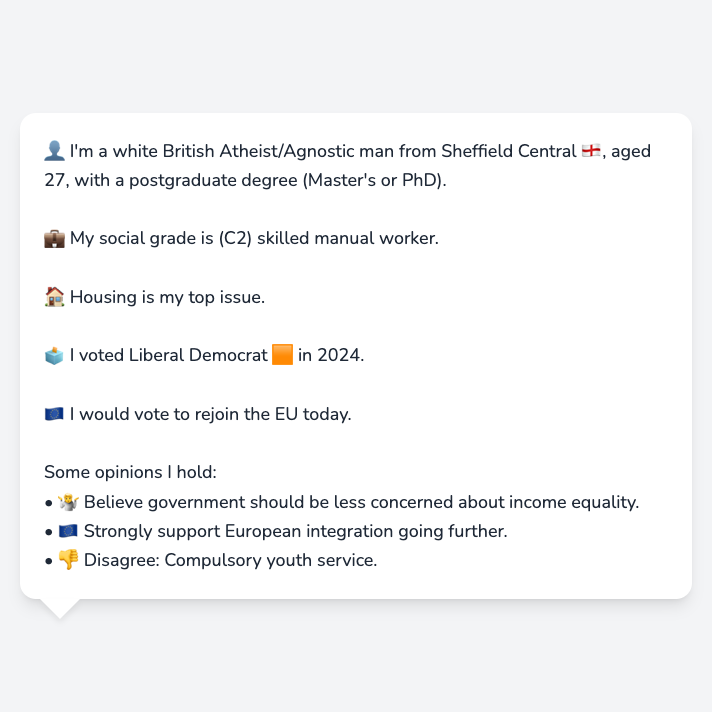 👤 I'm a white British Atheist/Agnostic man from Sheffield Central 🏴󠁧󠁢󠁥󠁮󠁧󠁿, aged
27, with a postgraduate degree (Master's or PhD).
💼 My social grade is (C2) skilled manual worker.
🏠 Housing is my top issue.
🗳️ I voted Liberal Democrat 🟧 in 2024.
🇪🇺 I would vote to rejoin the EU today.
Some opinions I hold:
• 🤷 Believe government should be less concerned about income equality.
• 🇪🇺 Strongly support European integration going further.
• 👎 Disagree: Compulsory youth service.